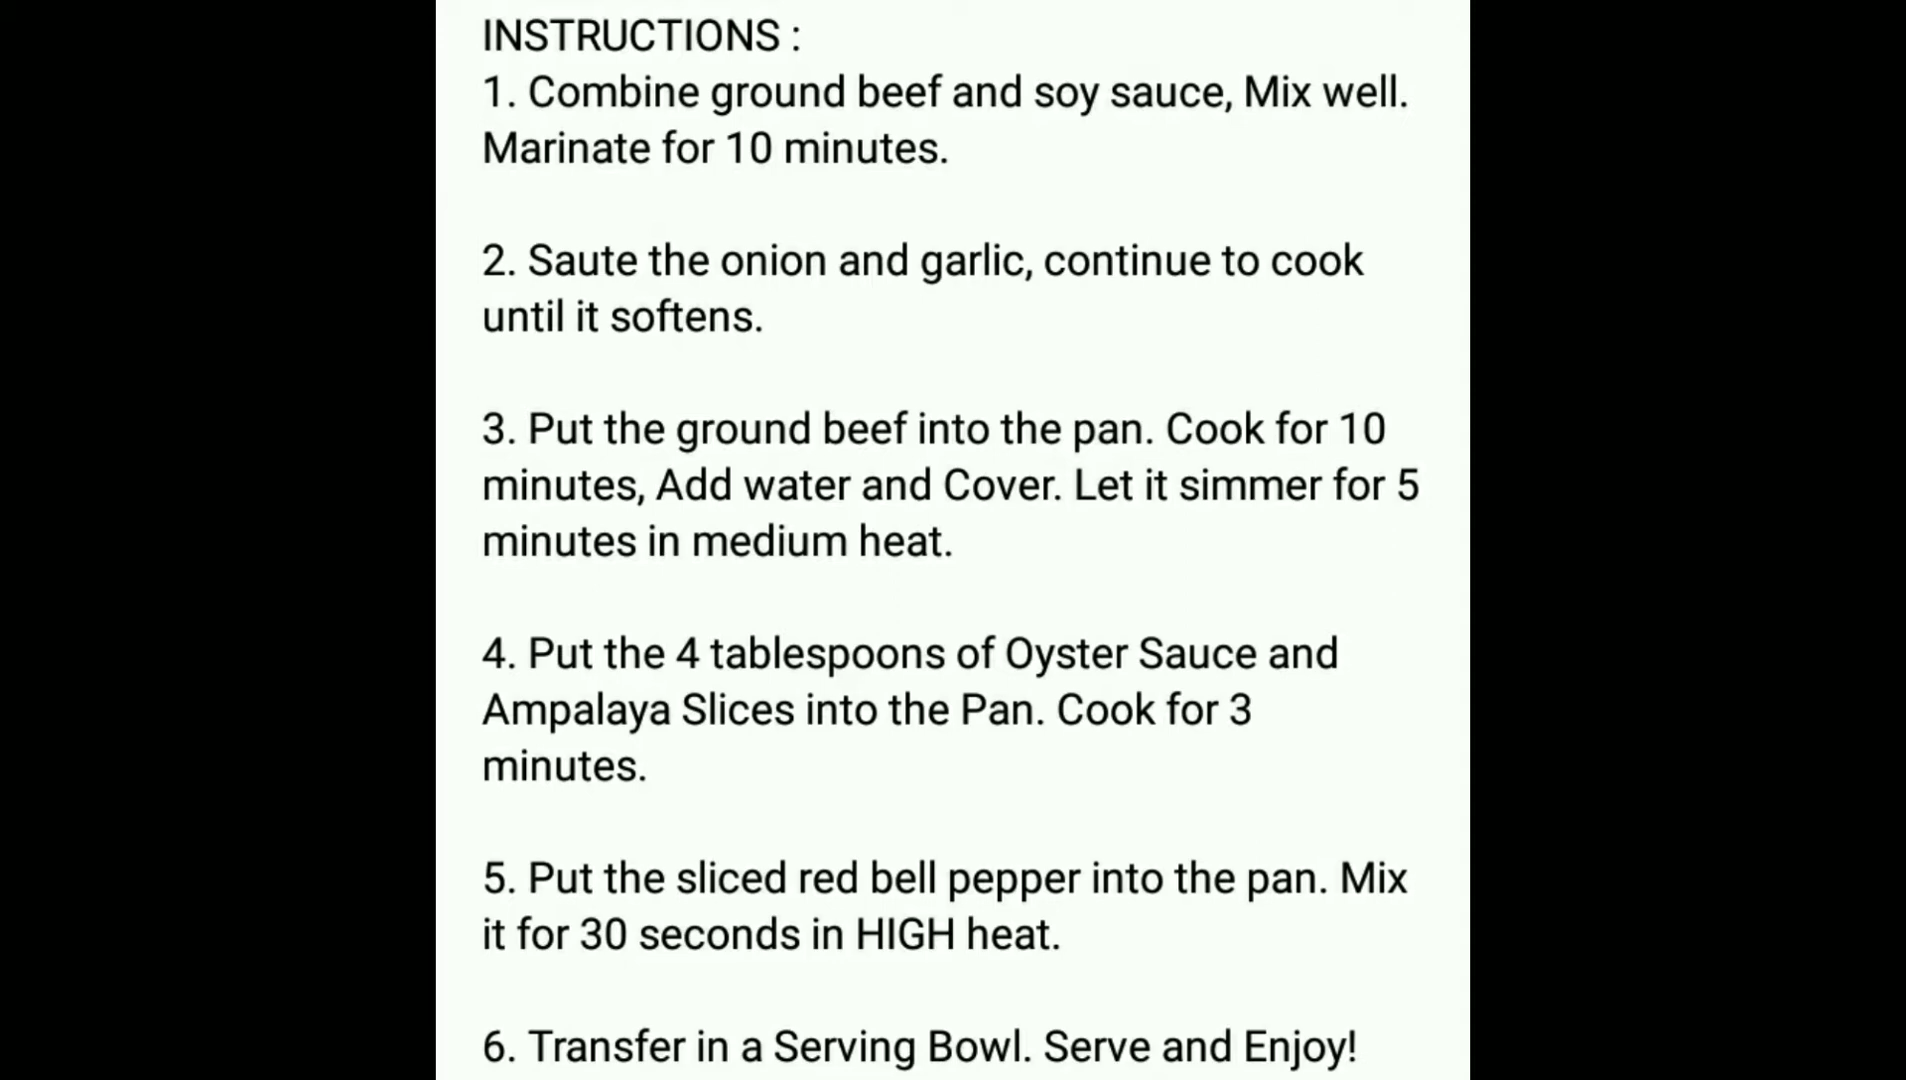 INSTRUCTIONS :
1. Combine ground beef and soy sauce, Mix well.
Marinate for 10 minutes.
2. Saute the onion and garlic, continue to cook
until it softens.
3. Put the ground beef into the pan. Cook for 10
minutes, Add water and Cover. Let it simmer for 5
minutes in medium heat.
4. Put the 4 tablespoons of Oyster Sauce and
Ampalaya Slices into the Pan. Cook for 3
minutes.
5. Put the sliced red bell pepper into the pan. Mix
it for 30 seconds in HIGH heat.
6. Transfer in a Serving Bowl. Serve and Enjoy!